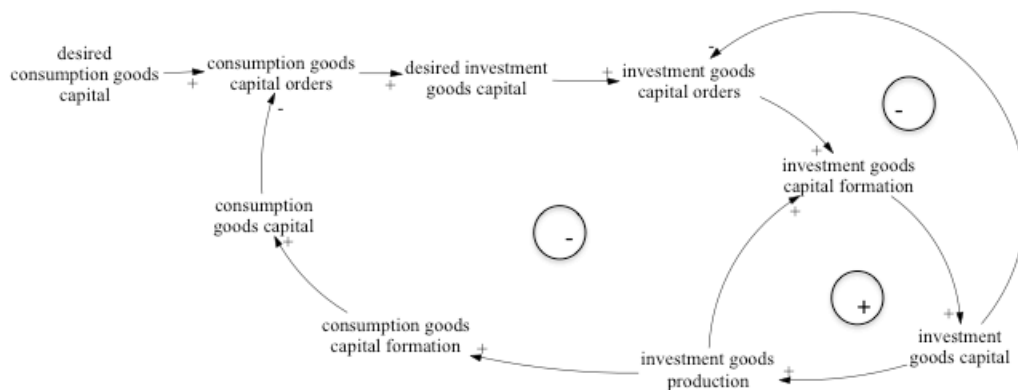 desired
consumption goods
capital
+
consumption goods
capital orders
-
+
desired investment
goods capital
+
investment goods
capital orders
-
-
+
investment goods
capital formation
+
consumption
goods capital
+
-
+
consumption goods
capital formation
+
investment goods
production
+
+
investment
goods capital